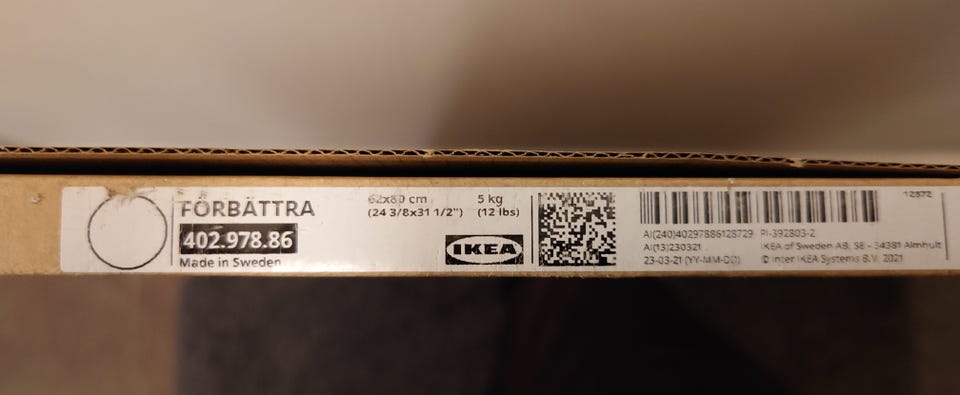 FÖRBÄTTRA
402.978.86
Made in Sweden
62x80 cm
(24 3/8x31 1/2")
5 kg
(12 lbs)
IKEA
12872
AI(240)40297886128729 PI-392803-2
AI(13)230321
IKEA of Sweden AB, SE - 34381 Älmhult
23-03-21 (YY-MM-DD)
© Inter IKEA Systems B.V. 2021